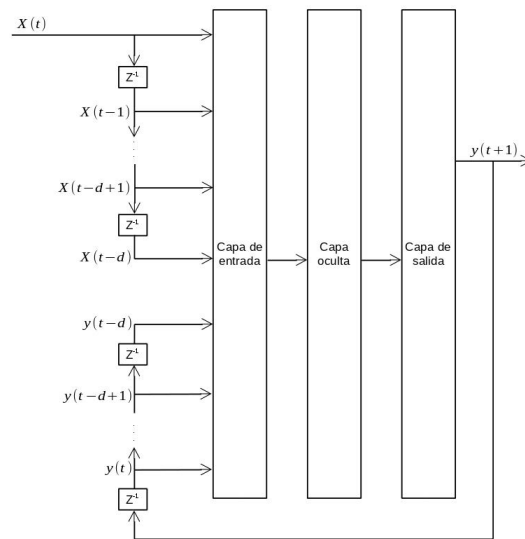 X(t)
Z-1
X(t−1)
X(t−d+1)
Z-1
X(t−d)
y(t−d)
Z-1
y(t−d+1)
y(t)
Z-1
Capa de
entrada
Capa
oculta
Capa de
salida
y(t+1)